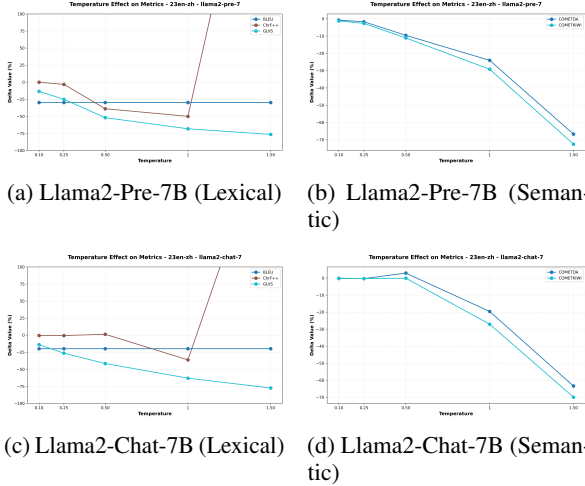 Temperature Effect on Metrics - 23en-zh - llama2-pre-7
BLEU
ChrF++
GLVS
Delta Value (%)
100
75
50
25
0
−25
−50
−75
−100
0.10
0.25
0.50
1
1.50
Temperature
(a) Llama2-Pre-7B (Lexical)
Temperature Effect on Metrics - 23en-zh - llama2-pre-7
COMETDA
COMETKIWI
Delta Value (%)
0
−10
−20
−30
−40
−50
−60
−70
0.10
0.25
0.50
1
1.50
Temperature
(b) Llama2-Pre-7B (Seman-
tic)
Temperature Effect on Metrics - 23en-zh - llama2-chat-7
BLEU
ChrF++
GLVS
Delta Value (%)
100
75
50
25
0
−25
−50
−75
−100
0.10
0.25
0.50
1
1.50
Temperature
(c) Llama2-Chat-7B (Lexical)
Temperature Effect on Metrics - 23en-zh - llama2-chat-7
COMETDA
COMETKIWI
Delta Value (%)
0
−10
−20
−30
−40
−50
−60
−70
0.10
0.25
0.50
1
1.50
Temperature
(d) Llama2-Chat-7B (Seman-
tic)